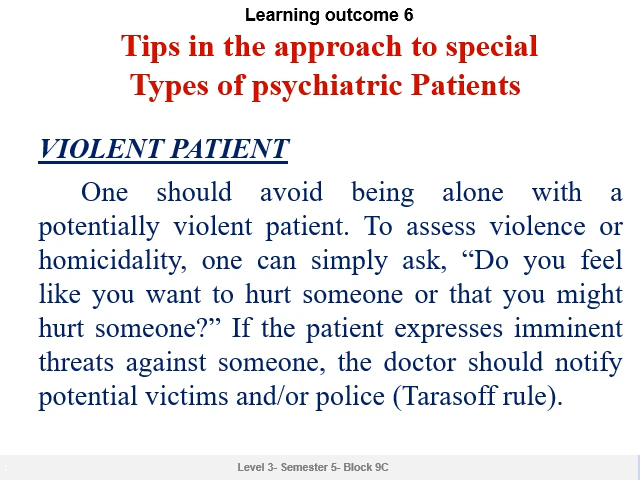 Learning outcome 6
Tips in the approach to special
Types of psychiatric Patients
VIOLENT PATIENT
One should avoid being alone with a
potentially violent patient. To assess violence or
homicidality, one can simply ask, “Do you feel
like you want to hurt someone or that you might
hurt someone?” If the patient expresses imminent
threats against someone, the doctor should notify
potential victims and/or police (Tarasoff rule).
Level 3- Semester 5- Block 9C